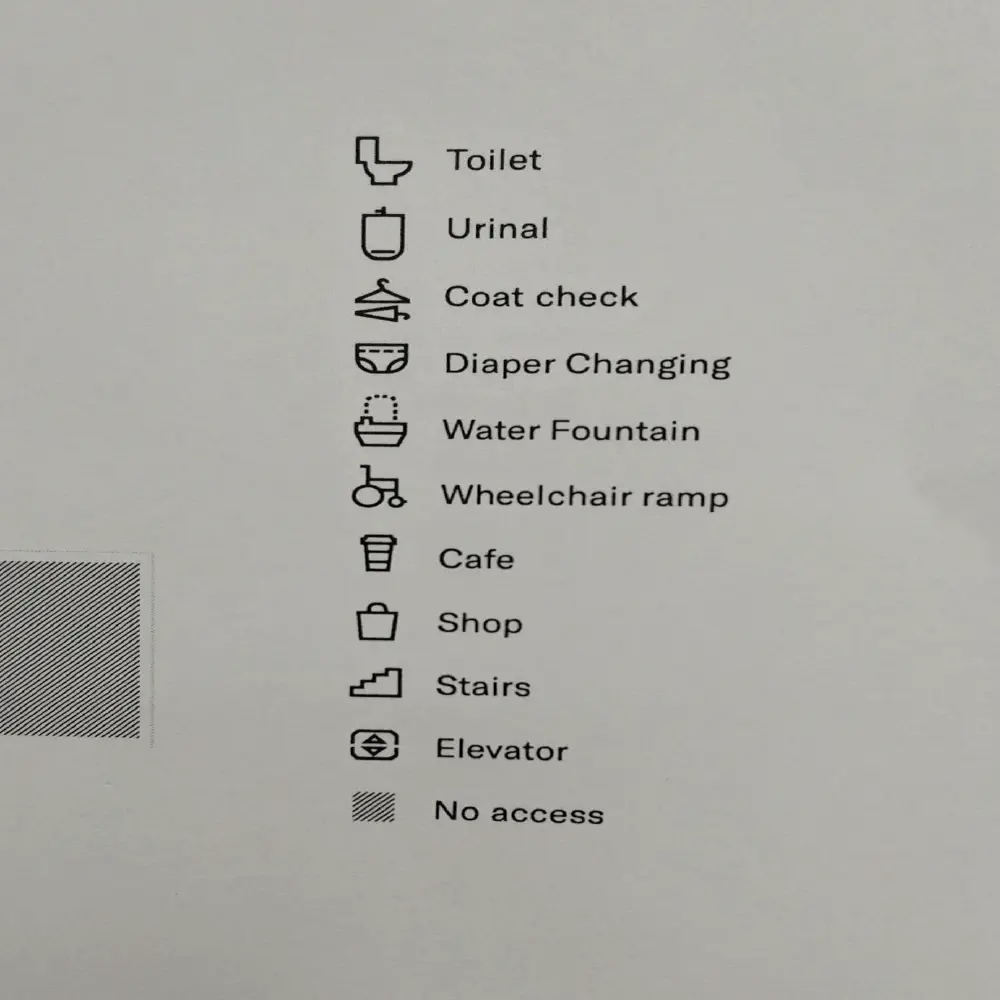 Toilet
Urinal
Coat check
Diaper Changing
Water Fountain
Wheelchair ramp
Cafe
Shop
Stairs
Elevator
No access